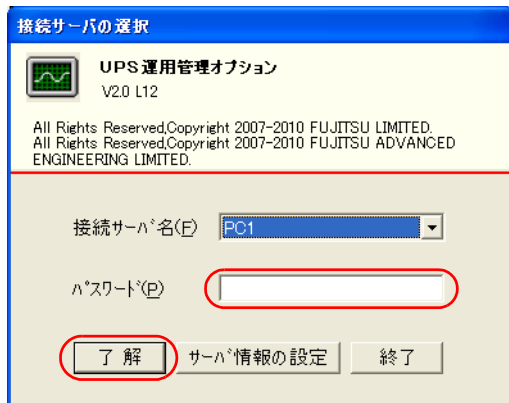 接続サーバの選択
UPS運用管理オプション
V2.0 L12
All Rights Reserved,Copyright 2007-2010 FUJITSU LIMITED.
All Rights Reserved,Copyright 2007-2010 FUJITSU ADVANCED
ENGINEERING LIMITED.
接続サーバ名(F) PC1
パスワード(P)
了解 サーバ情報の設定 終了